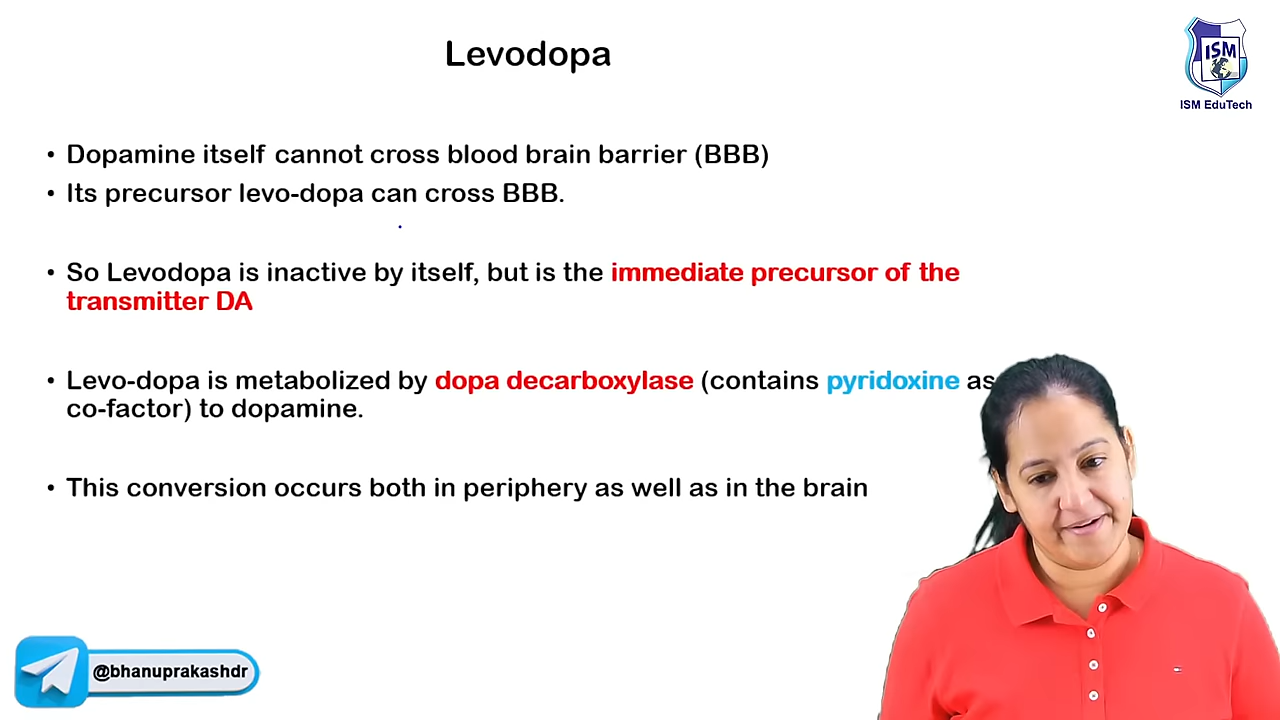 Levodopa
ISM
ISM EduTech
• Dopamine itself cannot cross blood brain barrier (BBB)
• Its precursor levo-dopa can cross BBB.
• So Levodopa is inactive by itself, but is the immediate precursor of the
transmitter DA
• Levo-dopa is metabolized by dopa decarboxylase (contains pyridoxine as
co-factor) to dopamine.
• This conversion occurs both in periphery as well as in the brain
@bhanuprakashdr